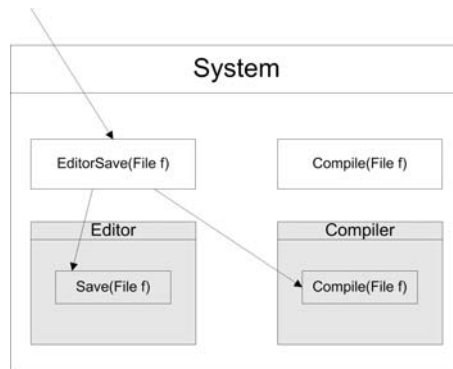 System
EditorSave(File f)
Compile(File f)
Editor
Compiler
Save(File f)
Compile(File f)